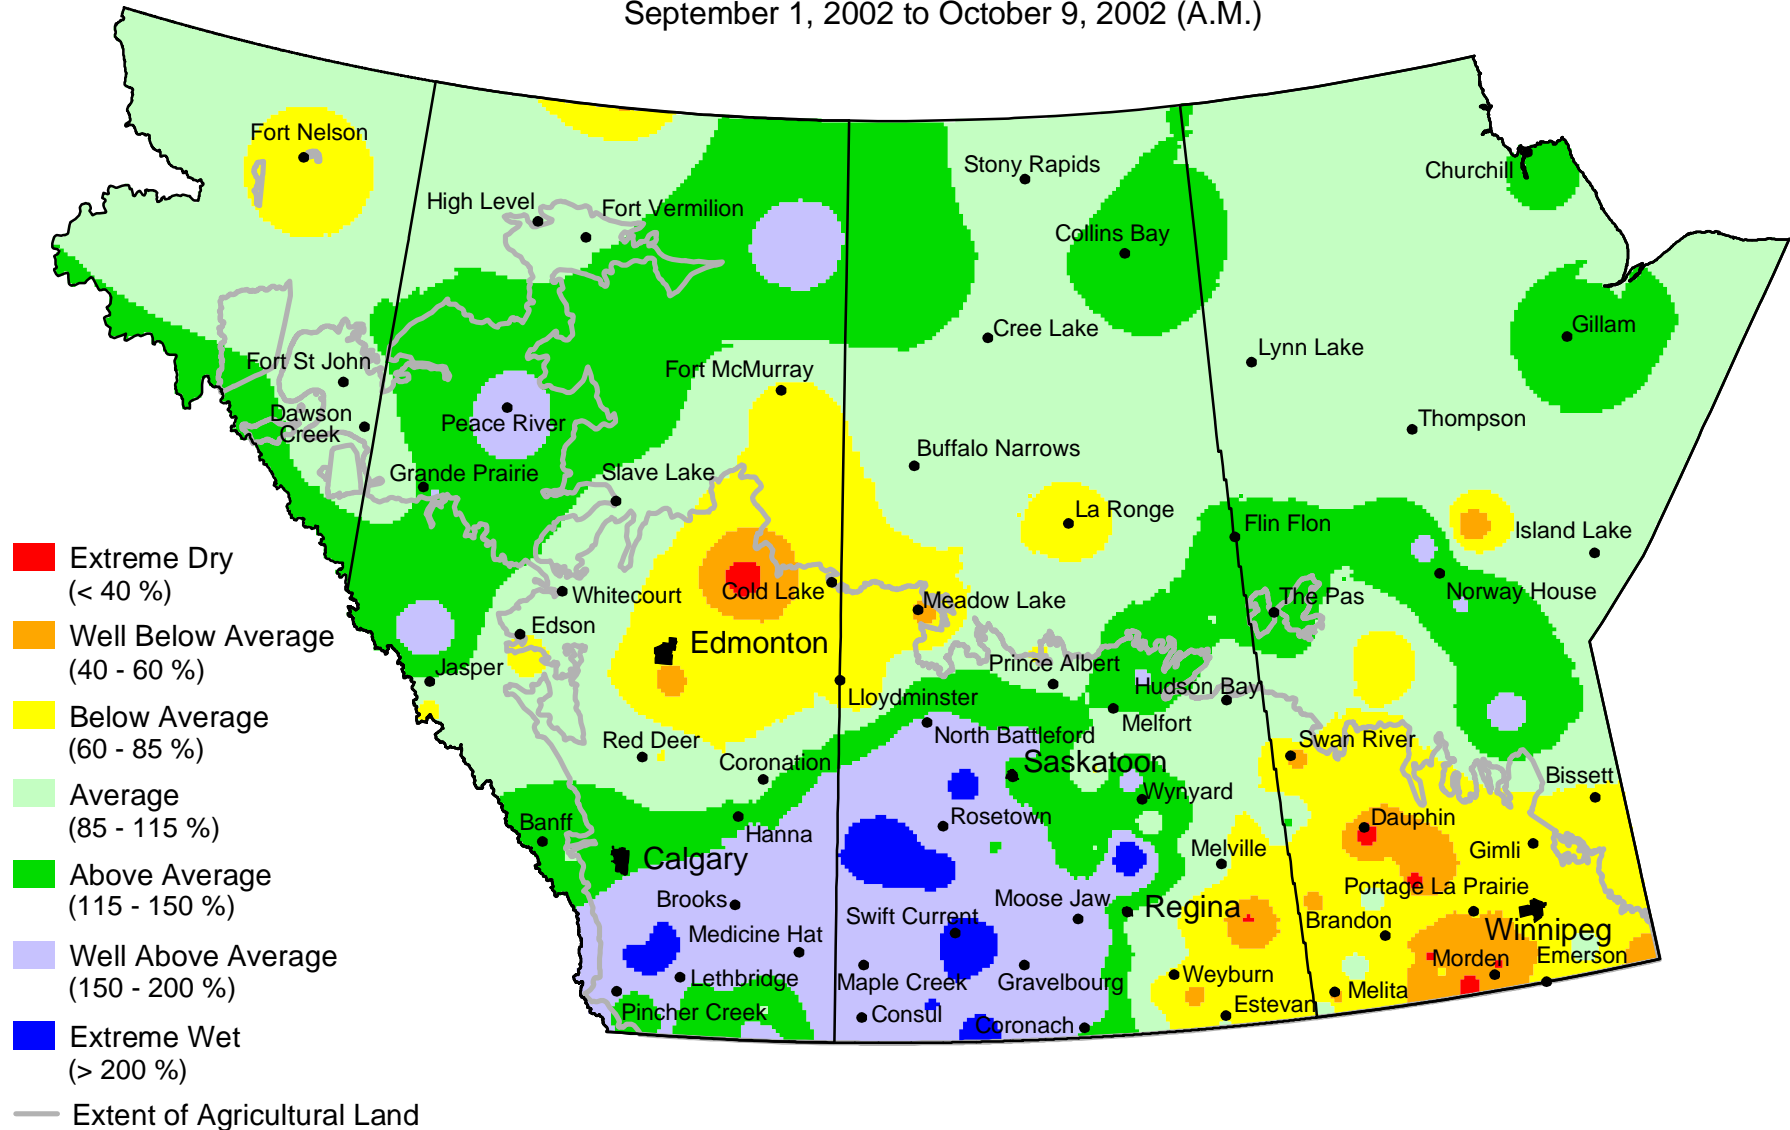 September 1, 2002 to October 9, 2002 (A.M.)
Fort Nelson
Stony Rapids
Churchill
High Level
Fort Vermilion
Collins Bay
Gillam
Cree Lake
Lynn Lake
Fort St John
Fort McMurray
Dawson
Creek
Peace River
Thompson
Buffalo Narrows
Grande Prairie
Slave Lake
La Ronge
Flin Flon
Island Lake
Extreme Dry
(< 40 %)
Whitecourt
Cold Lake
Meadow Lake
The Pas
Norway House
Edson
Well Below Average
(40 - 60 %)
Edmonton
Jasper
Prince Albert
Hudson Bay
Lloydminster
Below Average
(60 - 85 %)
Melfort
North Battleford
Red Deer
Swan River
Coronation
Saskatoon
Bissett
Average
(85 - 115 %)
Wynyard
Rosetown
Banff
Hanna
Dauphin
Calgary
Melville
Gimli
Above Average
(115 - 150 %)
Portage La Prairie
Brooks
Moose Jaw
Regina
Swift Current
Brandon
Winnipeg
Medicine Hat
Well Above Average
(150 - 200 %)
Morden
Emerson
Lethbridge
Maple Creek
Gravelbourg
Weyburn
Melita
Pincher Creek
Consul
Coronach
Estevan
Extreme Wet
(> 200 %)
Extent of Agricultural Land